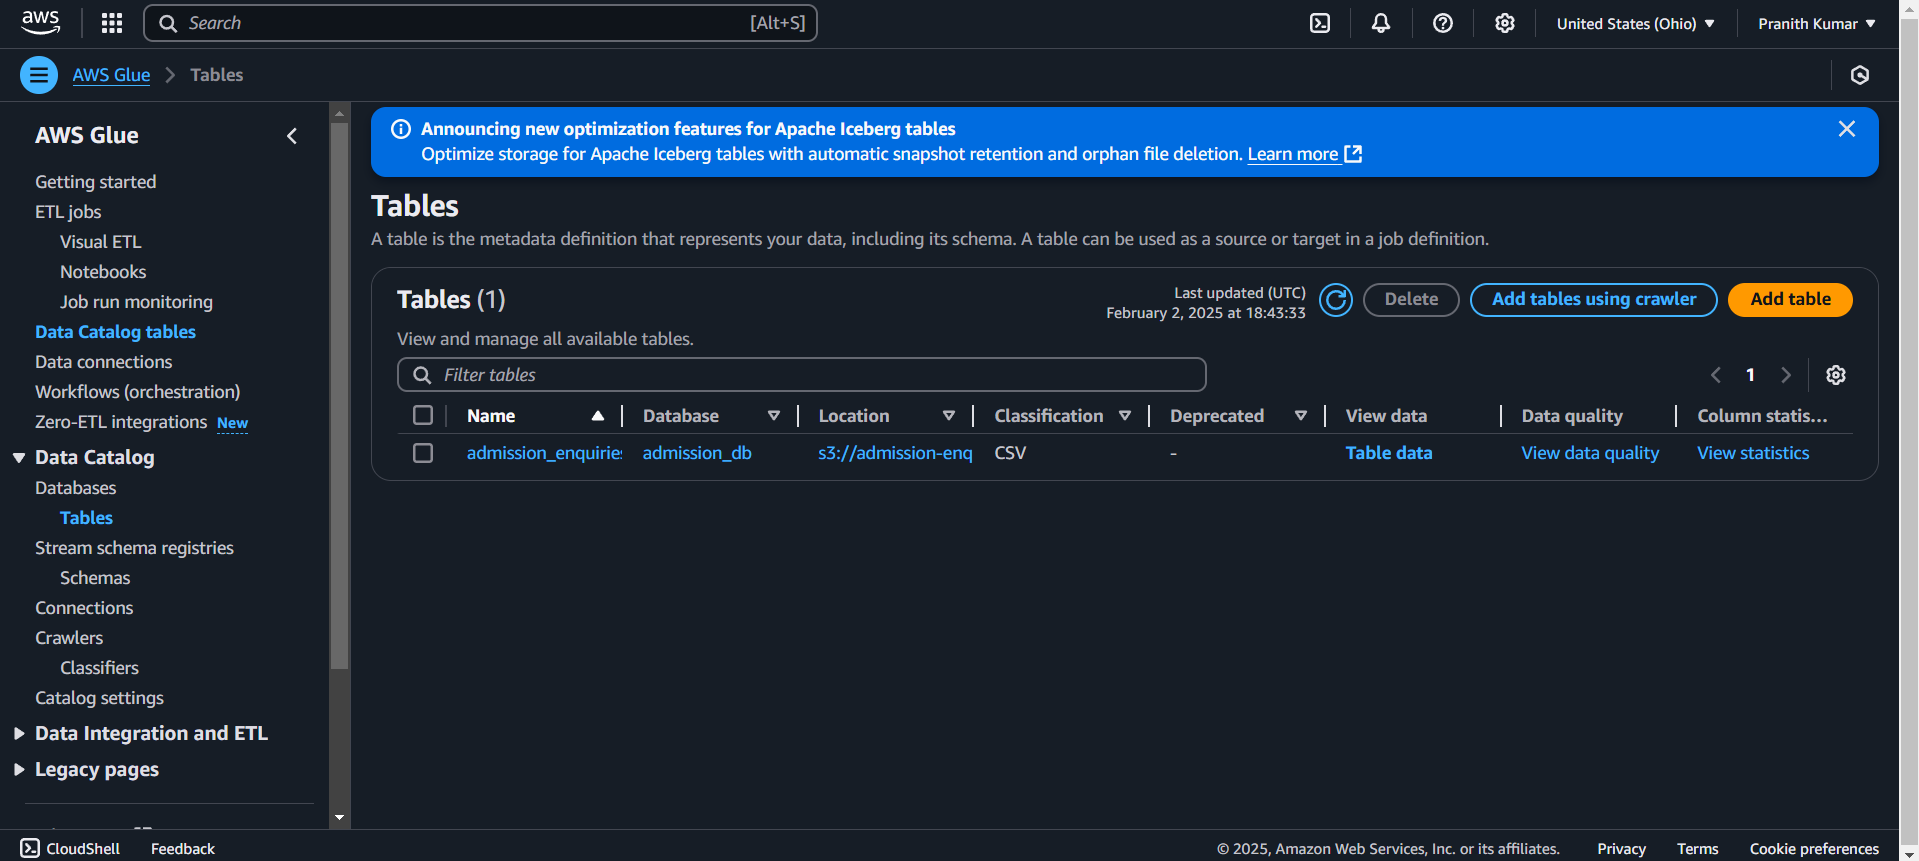 aws
Search [Alt+S]
United States (Ohio)
Pranith Kumar
AWS Glue > Tables
AWS Glue
Getting started
ETL jobs
Visual ETL
Notebooks
Job run monitoring
Data Catalog tables
Data connections
Workflows (orchestration)
Zero-ETL integrations New
Data Catalog
Databases
Tables
Stream schema registries
Schemas
Connections
Crawlers
Classifiers
Catalog settings
Data Integration and ETL
Legacy pages
Announcing new optimization features for Apache Iceberg tables
Optimize storage for Apache Iceberg tables with automatic snapshot retention and orphan file deletion. Learn more
Tables
A table is the metadata definition that represents your data, including its schema. A table can be used as a source or target in a job definition.
Tables (1)
Last updated (UTC)
February 2, 2025 at 18:43:33
Delete
Add tables using crawler
Add table
View and manage all available tables.
Filter tables
1
Name Database Location Classification Deprecated View data Data quality Column statis...
admission_enquiries admission_db s3://admission-enq CSV - Table data View data quality View statistics
CloudShell Feedback © 2025, Amazon Web Services, Inc. or its affiliates. Privacy Terms Cookie preferences